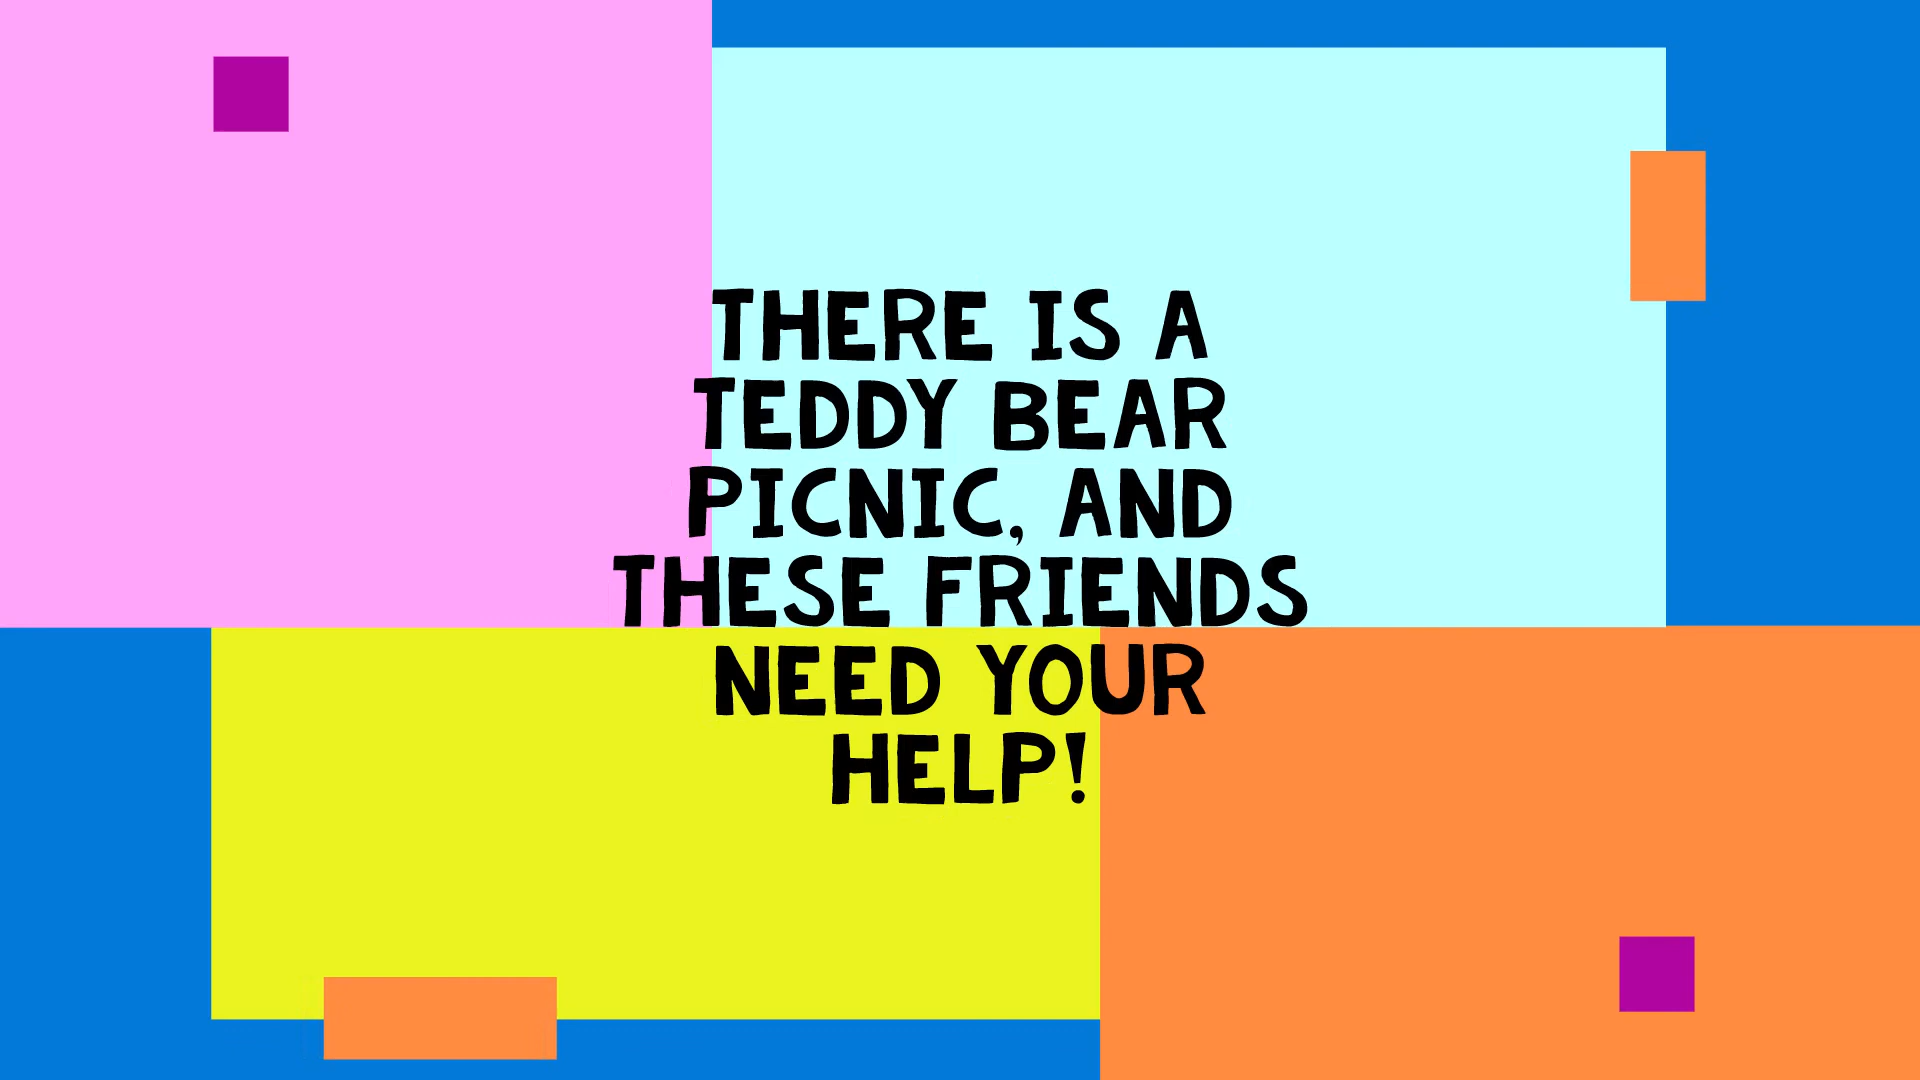 THERE IS A
TEDDY BEAR
PICNIC, AND
THESE FRIENDS
NEED YOUR
HELP!